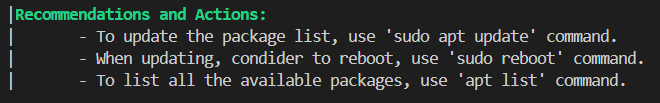 |Recommendations and Actions:
|       - To update the package list, use 'sudo apt update' command.
|       - When updating, condider to reboot, use 'sudo reboot' command.
|       - To list all the available packages, use 'apt list' command.